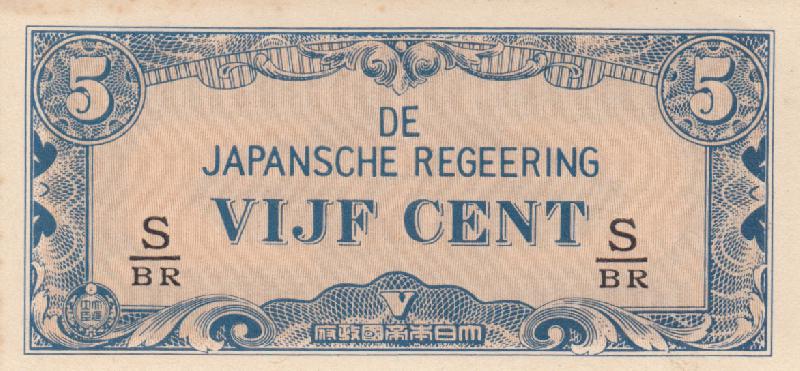 5 5
DE
JAPANSCHE REGEERING
VIJF CENT
S
BR
S
BR
V
大日本帝國政府